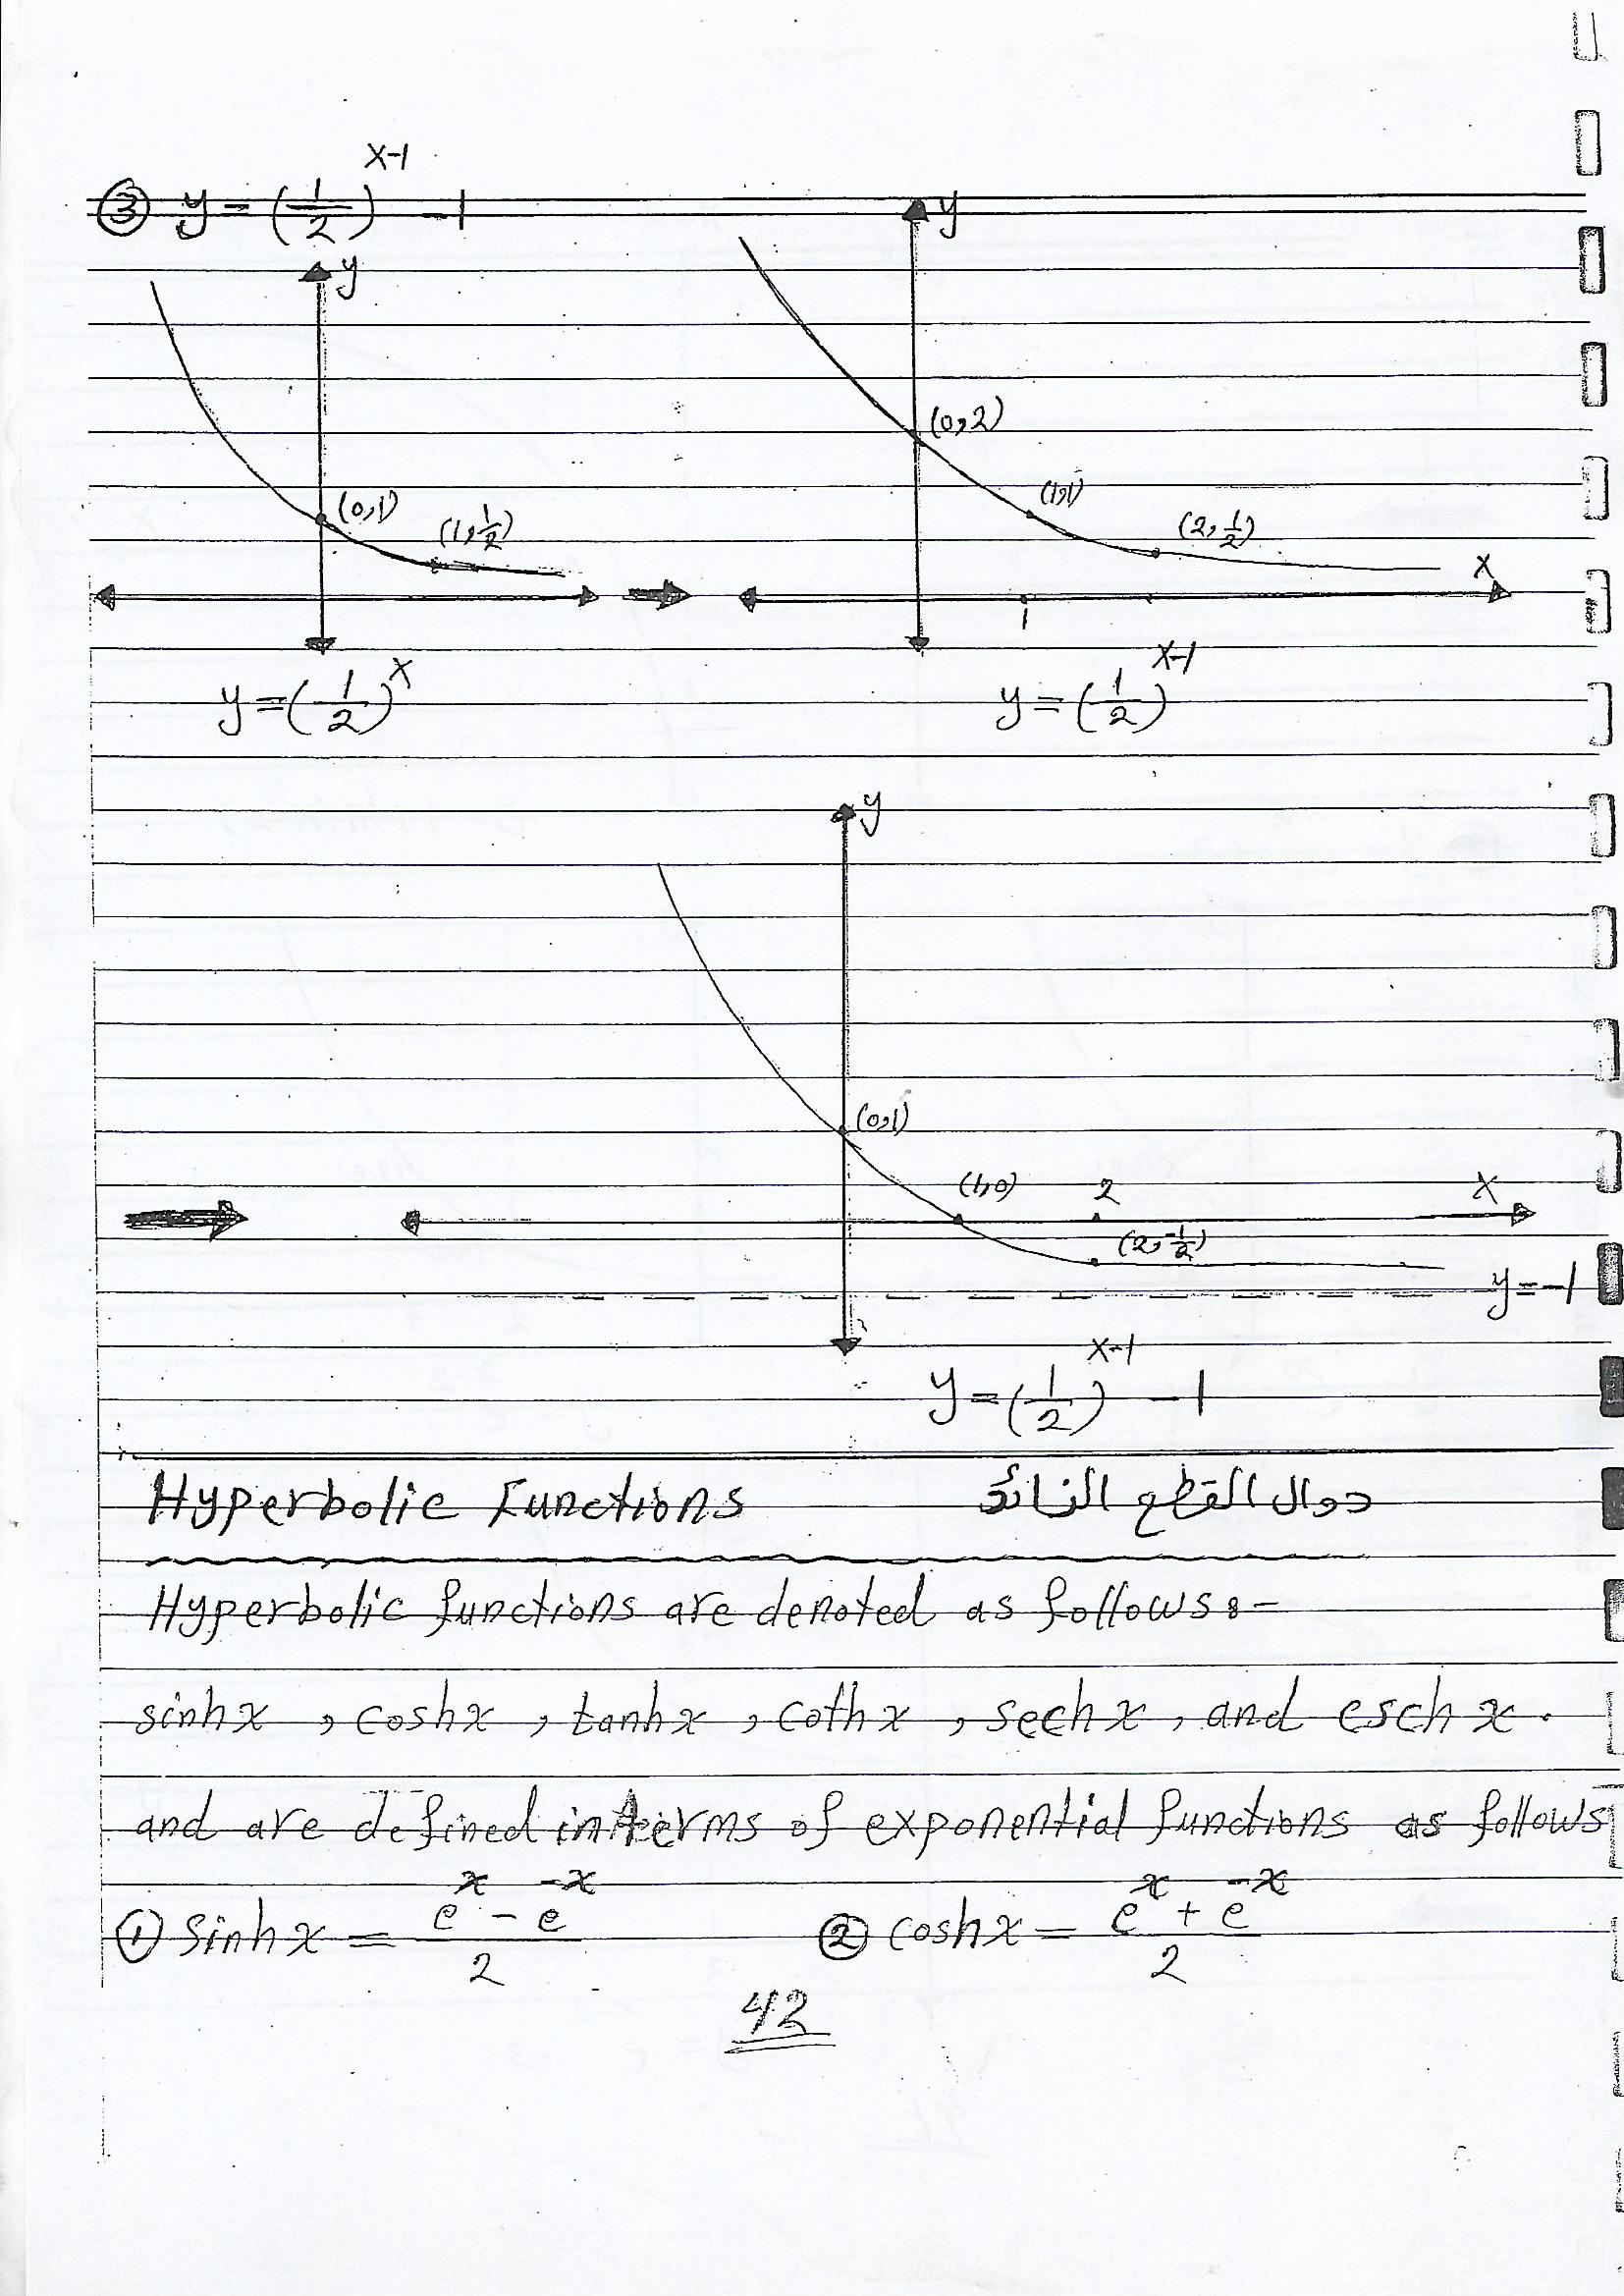 ③ y = (1/2)^(x-1) - 1
y
y
(0,2)
(0,1)
(1,1/2)
(1,1)
(2,1/2)
x
1
y = (1/2)^x
y = (1/2)^(x-1)
y
(0,1)
(1,0)
2
x
(2,-1/2)
y = -1
y = (1/2)^(x-1) - 1
Hyperbolic Functions دوال القطع الزائد
Hyperbolic functions are denoted as follows:-
sinhx , coshx , tanhx , cothx , sechx , and csch x .
and are defined in terms of exponential functions as follows
① Sinhx = (e^x - e^-x)/2 ② coshx = (e^x + e^-x)/2
42